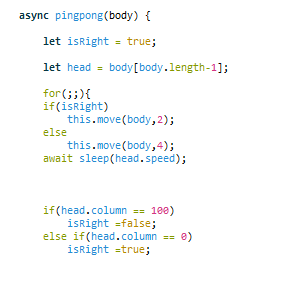 async pingpong(body) {
let isRight = true;
let head = body[body.length-1];
for(;;){
if(isRight)
this.move(body,2);
else
this.move(body,4);
await sleep(head.speed);
if(head.column == 100)
isRight =false;
else if(head.column == 0)
isRight =true;